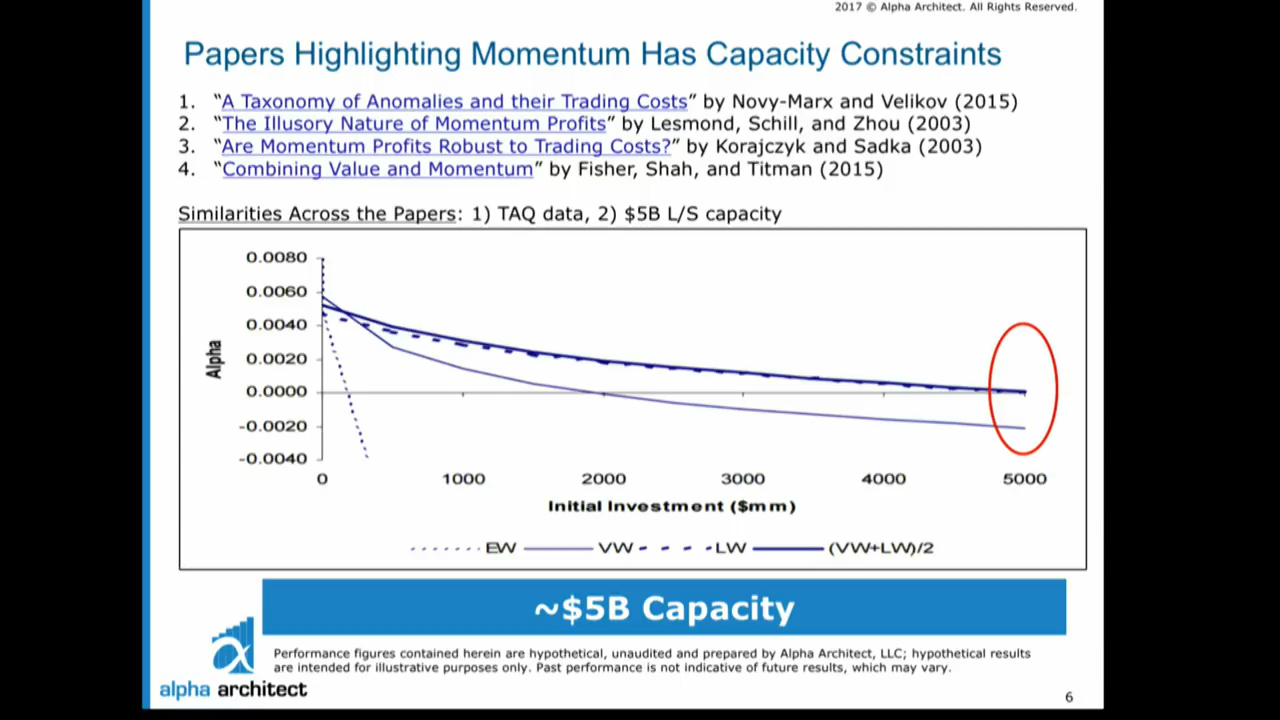 2017 © Alpha Architect. All Rights Reserved.
Papers Highlighting Momentum Has Capacity Constraints
1. “A Taxonomy of Anomalies and their Trading Costs” by Novy-Marx and Velikov (2015)
2. “The Illusory Nature of Momentum Profits” by Lesmond, Schill, and Zhou (2003)
3. “Are Momentum Profits Robust to Trading Costs?” by Korajczyk and Sadka (2003)
4. “Combining Value and Momentum” by Fisher, Shah, and Titman (2015)
Similarities Across the Papers: 1) TAQ data, 2) $5B L/S capacity
0.0080
0.0060
0.0040
0.0020
0.0000
-0.0020
-0.0040
Alpha
0 1000 2000 3000 4000 5000
Initial Investment ($mm)
EW VW LW (VW+LW)/2
~$5B Capacity
Performance figures contained herein are hypothetical, unaudited and prepared by Alpha Architect, LLC; hypothetical results
are intended for illustrative purposes only. Past performance is not indicative of future results, which may vary.
alpha architect
6